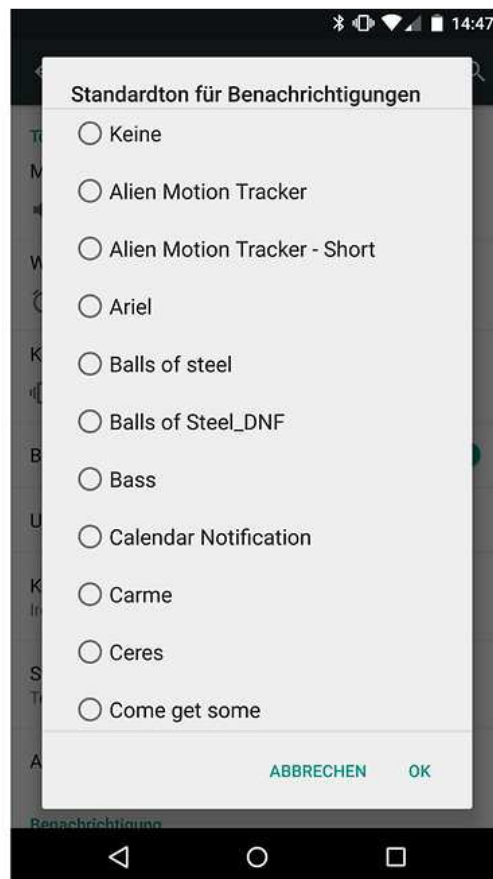 14:47
Standardton für Benachrichtigungen
Keine
Alien Motion Tracker
Alien Motion Tracker - Short
Ariel
Balls of steel
Balls of Steel_DNF
Bass
Calendar Notification
Carme
Ceres
Come get some
ABBRECHEN OK
Benachrichtigung